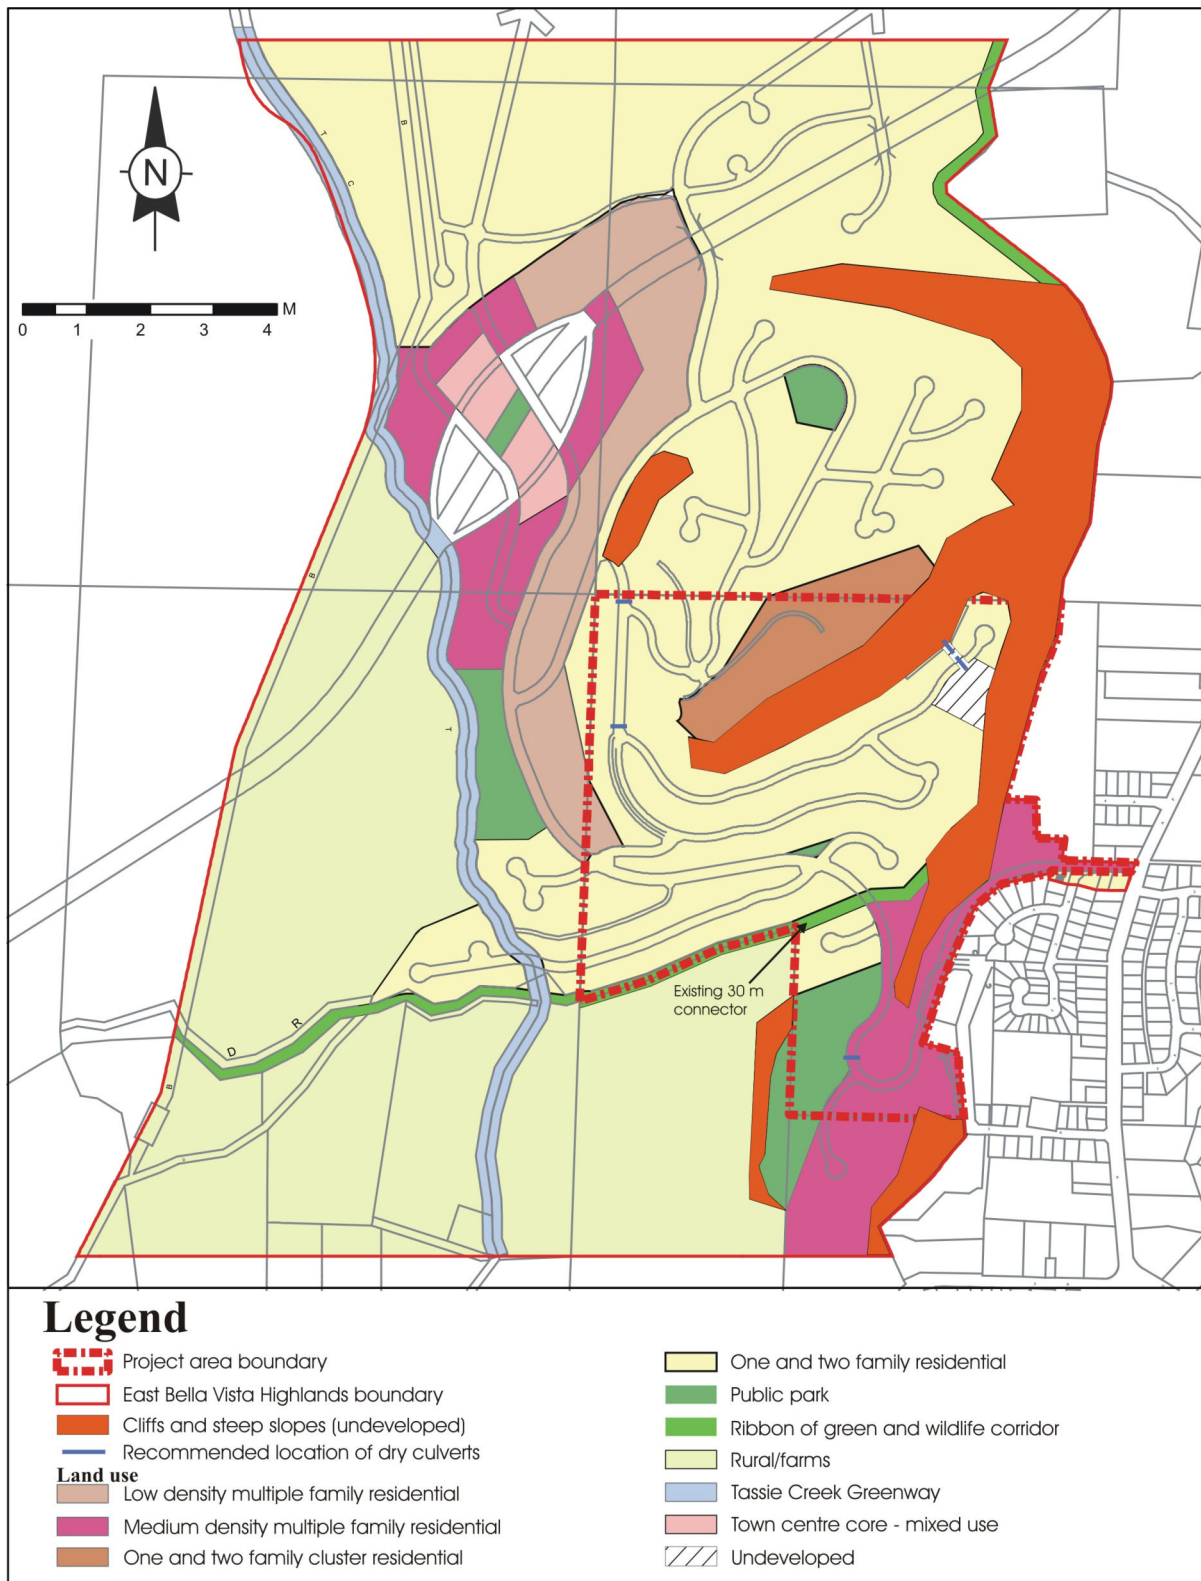 T
C
B
N
0 1 2 3 4 M
B
T
Existing 30 m
connector
R
D
B
Legend
Project area boundary
East Bella Vista Highlands boundary
Cliffs and steep slopes (undeveloped)
Recommended location of dry culverts
Land use
Low density multiple family residential
Medium density multiple family residential
One and two family cluster residential
One and two family residential
Public park
Ribbon of green and wildlife corridor
Rural/farms
Tassie Creek Greenway
Town centre core - mixed use
Undeveloped